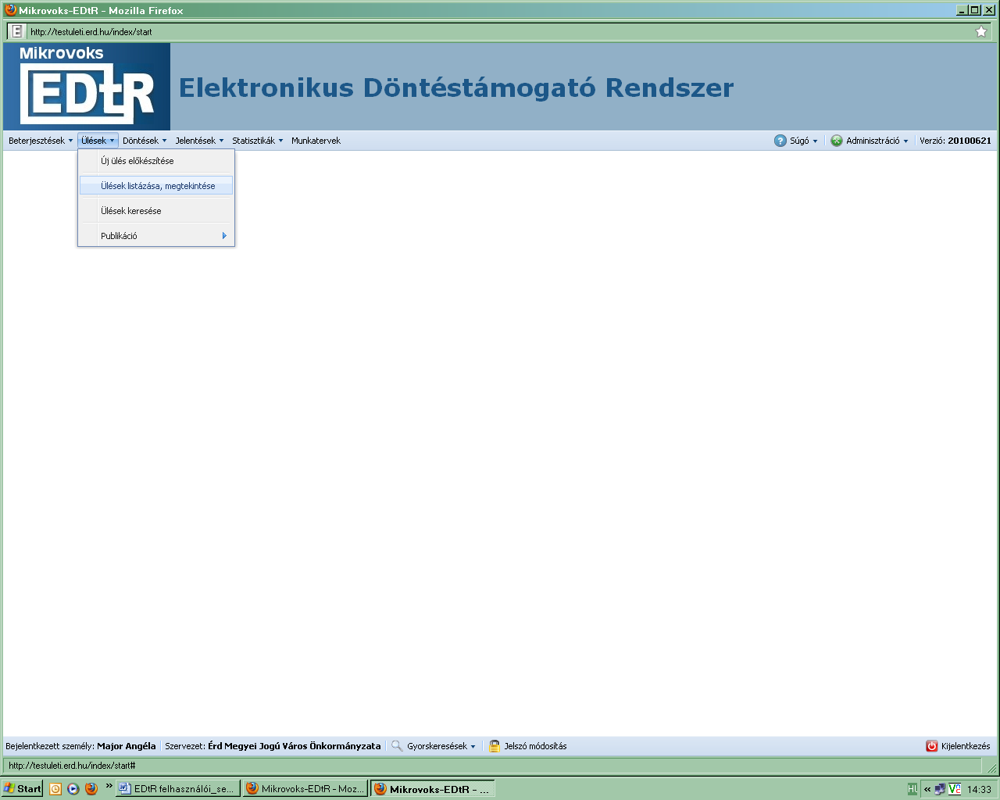 Mikrovoks-EDtR - Mozilla Firefox
http://testuleti.erd.hu/index/start
Mikrovoks
EDtR
Elektronikus Döntéstámogató Rendszer
Beterjesztések Ülések Döntések Jelentések Statisztikák Munkatervek Súgó Adminisztráció Verzió: 20100621
Új ülés előkészítése
Ülések listázása, megtekintése
Ülések keresése
Publikáció
Bejelentkezett személy: Major Angéla Szervezet: Érd Megyei Jogú Város Önkormányzata Gyorskeresések Jelszó módosítás Kijelentkezés
http://testuleti.erd.hu/index/start#
Start » EDtR felhasználói_se... Mikrovoks-EDtR - Moz... Mikrovoks-EDtR - ... « 14:33